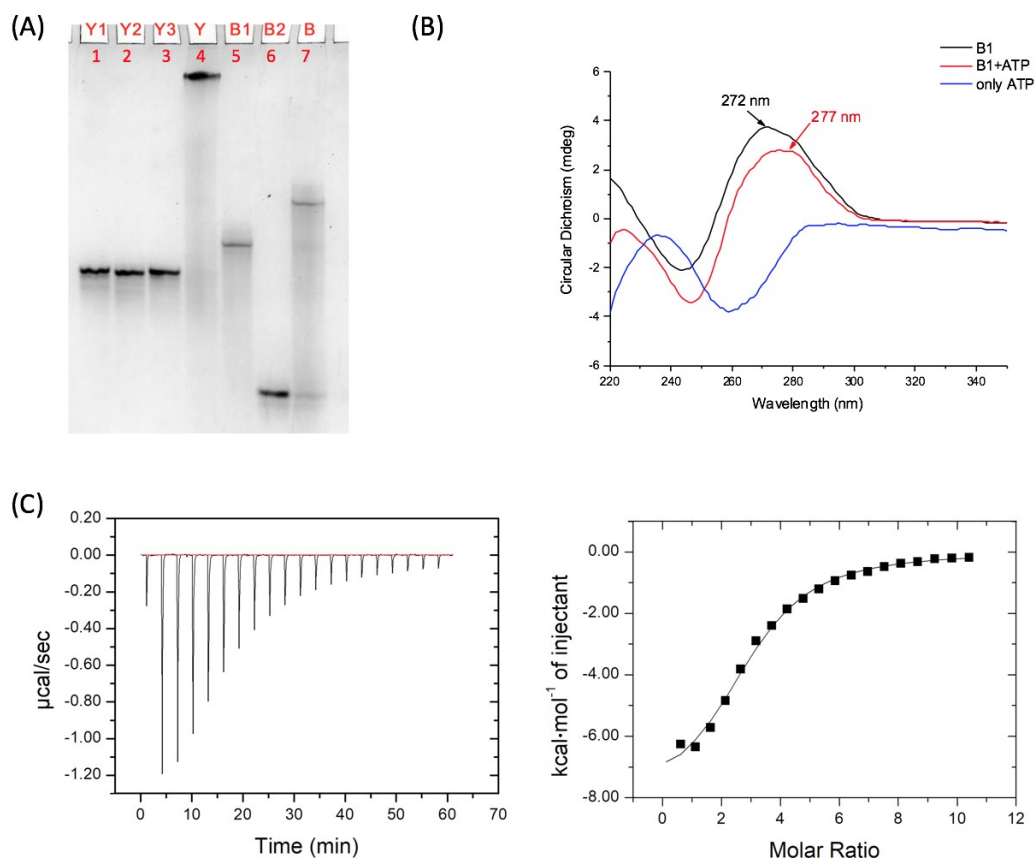 (A)
Y1 Y2 Y3 Y B1 B2 B
1 2 3 4 5 6 7
(B)
B1
B1+ATP
only ATP
272 nm
277 nm
6
4
2
0
-2
-4
-6
Circular Dichroism (mdeg)
220 240 260 280 300 320 340
Wavelength (nm)
(C)
0.20
0.00
-0.20
-0.40
-0.60
-0.80
-1.00
-1.20
µcal/sec
0 10 20 30 40 50 60 70
Time (min)
0.00
-2.00
-4.00
-6.00
-8.00
kcal·mol⁻¹ of injectant
0 2 4 6 8 10 12
Molar Ratio